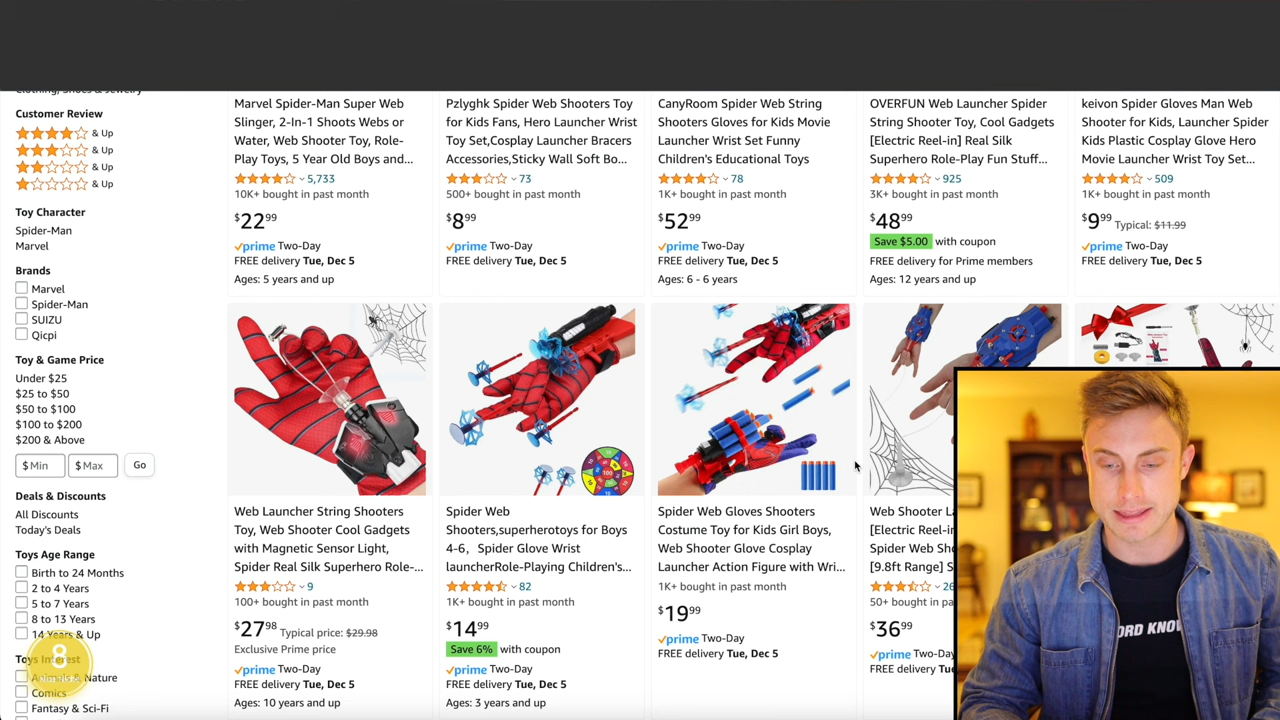 Clothing, Shoes & Jewelry
Customer Review
& Up
& Up
& Up
& Up
Toy Character
Spider-Man
Marvel
Brands
Marvel
Spider-Man
SUIZU
Qicpi
Toy & Game Price
Under $25
$25 to $50
$50 to $100
$100 to $200
$200 & Above
$ Min $ Max Go
Deals & Discounts
All Discounts
Today's Deals
Toys Age Range
Birth to 24 Months
2 to 4 Years
5 to 7 Years
8 to 13 Years
14 Years & Up
8
Toys Interest
Nature
Comics
Fantasy & Sci-Fi
Marvel Spider-Man Super Web
Slinger, 2-In-1 Shoots Webs or
Water, Web Shooter Toy, Role-
Play Toys, 5 Year Old Boys and...
5,733
10K+ bought in past month
$2299
prime Two-Day
FREE delivery Tue, Dec 5
Ages: 5 years and up
Pzlyghk Spider Web Shooters Toy
for Kids Fans, Hero Launcher Wrist
Toy Set,Cosplay Launcher Bracers
Accessories,Sticky Wall Soft Bo...
73
500+ bought in past month
$899
prime Two-Day
FREE delivery Tue, Dec 5
CanyRoom Spider Web String
Shooters Gloves for Kids Movie
Launcher Wrist Set Funny
Children's Educational Toys
78
1K+ bought in past month
$5299
prime Two-Day
FREE delivery Tue, Dec 5
Ages: 6 - 6 years
OVERFUN Web Launcher Spider
String Shooter Toy, Cool Gadgets
[Electric Reel-in] Real Silk
Superhero Role-Play Fun Stuff...
925
3K+ bought in past month
$4899
Save $5.00 with coupon
FREE delivery for Prime members
Ages: 12 years and up
keivon Spider Gloves Man Web
Shooter for Kids, Launcher Spider
Kids Plastic Cosplay Glove Hero
Movie Launcher Wrist Toy Set...
509
1K+ bought in past month
$999 Typical: $11.99
prime Two-Day
FREE delivery Tue, Dec 5
Web Launcher String Shooters
Toy, Web Shooter Cool Gadgets
with Magnetic Sensor Light,
Spider Real Silk Superhero Role-...
9
100+ bought in past month
$2798 Typical price: $29.98
Exclusive Prime price
prime Two-Day
FREE delivery Tue, Dec 5
Ages: 10 years and up
Spider Web
Shooters,superherotoys for Boys
4-6，Spider Glove Wrist
launcherRole-Playing Children's...
82
1K+ bought in past month
$1499
Save 6% with coupon
prime Two-Day
FREE delivery Tue, Dec 5
Ages: 3 years and up
Spider Web Gloves Shooters
Costume Toy for Kids Girl Boys,
Web Shooter Glove Cosplay
Launcher Action Figure with Wri...
1K+ bought in past month
$1999
prime Two-Day
FREE delivery Tue, Dec 5
Web Shooter
[Electric Reel-i
Spider Web Sh
[9.8ft Range] S
26
50+ bought in pa
$3699
prime Two-Day
FREE delivery Tu
ORD KNOW